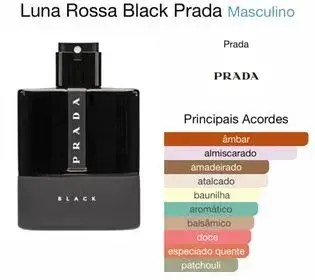 Luna Rossa Black Prada Masculino
Prada
PRADA
PRADA
BLACK
Principais Acordes
âmbar
almiscarado
amadeirado
atalcado
baunilha
aromático
balsâmico
doce
especiado quente
patchouli